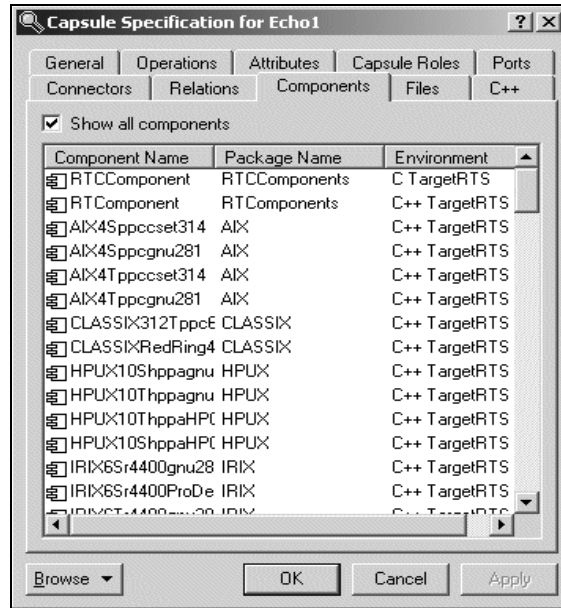 Capsule Specification for Echo1
General Operations Attributes Capsule Roles Ports
Connectors Relations Components Files C++
Show all components
Component Name Package Name Environment
RTCComponent RTCComponents C TargetRTS
RTComponent RTComponents C++ TargetRTS
AIX4Sppccset314 AIX C++ TargetRTS
AIX4Sppcgnu281 AIX C++ TargetRTS
AIX4Tppccset314 AIX C++ TargetRTS
AIX4Tppcgnu281 AIX C++ TargetRTS
CLASSIX312Tppc CLASSIX C++ TargetRTS
CLASSIXRedRing4 CLASSIX C++ TargetRTS
HPUX10Shppagnu HPUX C++ TargetRTS
HPUX10Thppagnu HPUX C++ TargetRTS
HPUX10ThppaHP HPUX C++ TargetRTS
HPUX10ShppaHP HPUX C++ TargetRTS
IRIX6Sr4400gnu28 IRIX C++ TargetRTS
IRIX6Sr4400ProDe IRIX C++ TargetRTS
Browse OK Cancel Apply